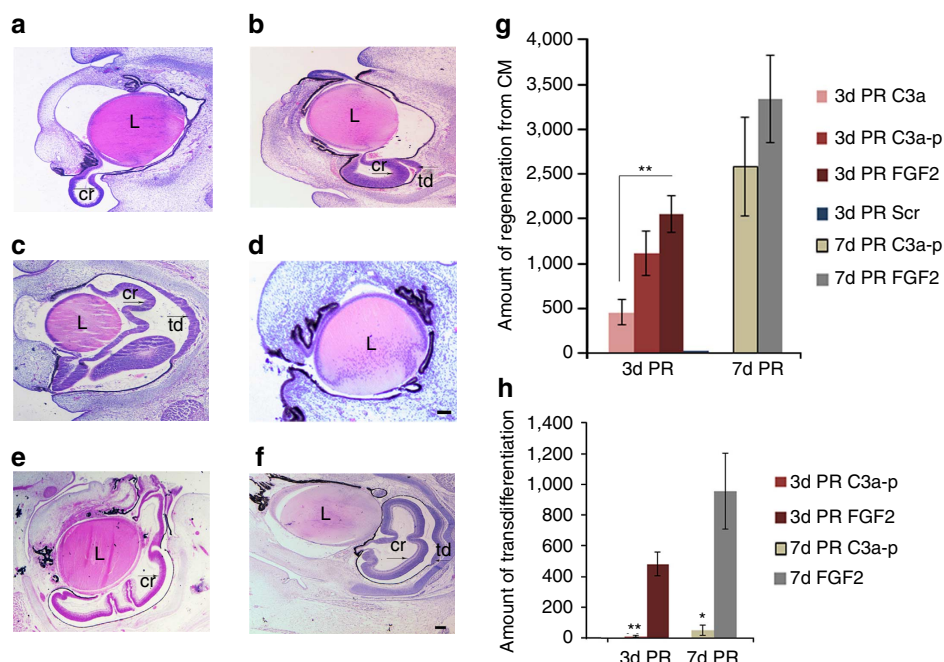 a
b
L
cr
L
cr
td
c
d
cr
L
td
L
e
f
L
cr
L
cr
td
g
Amount of regeneration from CM
4,000
3,500
3,000
2,500
2,000
1,000
500
0
**
3d PR
7d PR
3d PR C3a
3d PR C3a-p
3d PR FGF2
3d PR Scr
7d PR C3a-p
7d PR FGF2
h
Amount of transdifferentiation
1,400
1,200
1,000
800
600
400
200
0
**
*
3d PR
7d PR
3d PR C3a-p
3d PR FGF2
7d PR C3a-p
7d FGF2